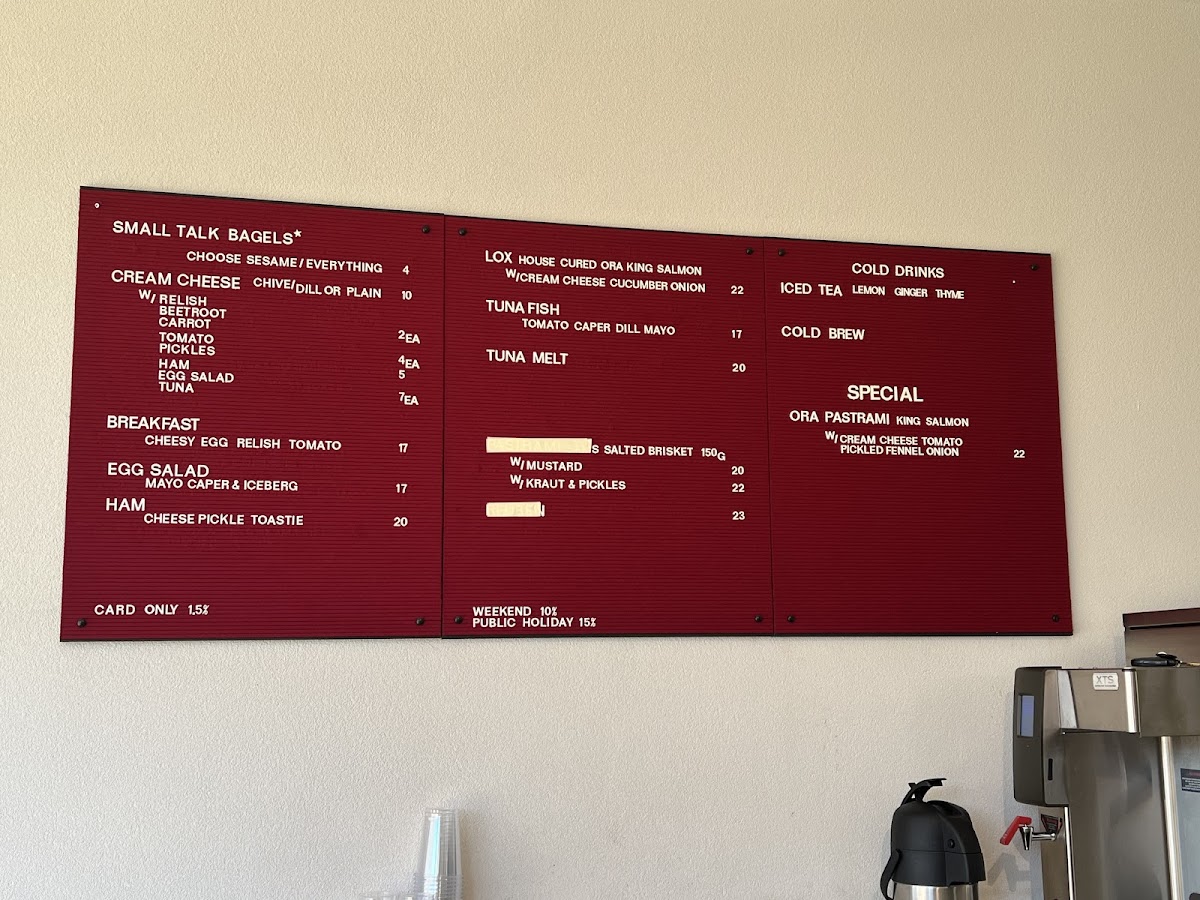 SMALL TALK BAGELS*
CHOOSE SESAME/EVERYTHING 4
CREAM CHEESE CHIVE/DILL OR PLAIN 10
W/ RELISH
BEETROOT
CARROT 2EA
TOMATO
PICKLES 4EA
HAM 5
EGG SALAD
TUNA 7EA
BREAKFAST
CHEESY EGG RELISH TOMATO 17
EGG SALAD
MAYO CAPER & ICEBERG 17
HAM
CHEESE PICKLE TOASTIE 20
CARD ONLY 1.5%
LOX HOUSE CURED ORA KING SALMON
W/CREAM CHEESE CUCUMBER ONION 22
TUNA FISH
TOMATO CAPER DILL MAYO 17
TUNA MELT 20
SALTED BRISKET 150G
W/MUSTARD 20
W/KRAUT & PICKLES 22
23
WEEKEND 10%
PUBLIC HOLIDAY 15%
COLD DRINKS
ICED TEA LEMON GINGER THYME
COLD BREW
SPECIAL
ORA PASTRAMI KING SALMON
W/CREAM CHEESE TOMATO
PICKLED FENNEL ONION 22
XTS